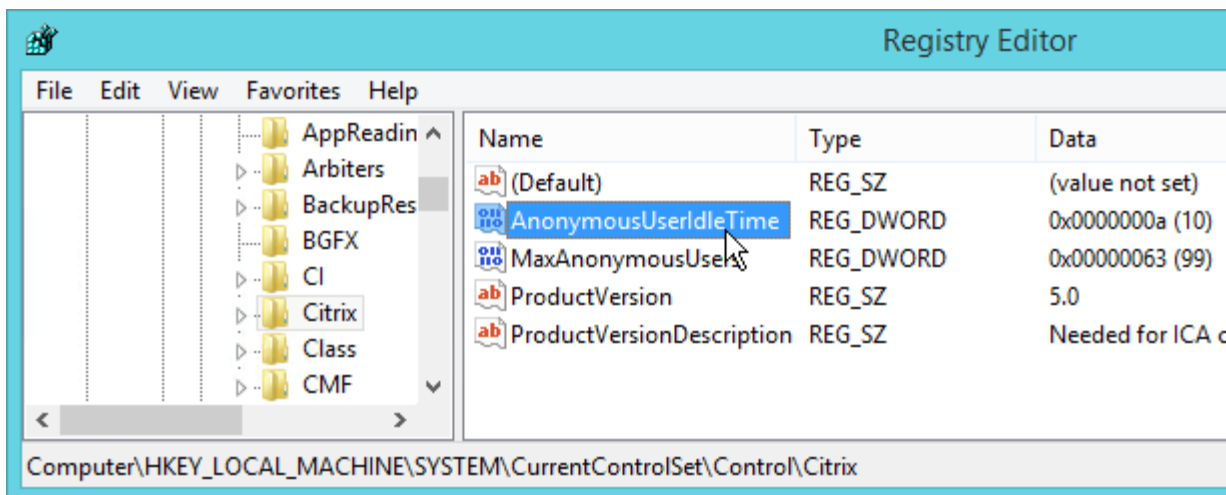 Registry Editor
File Edit View Favorites Help
AppReadin
Arbiters
BackupRes
BGFX
CI
Citrix
Class
CMF
Name Type Data
(Default) REG_SZ (value not set)
AnonymousUserIdleTime REG_DWORD 0x0000000a (10)
MaxAnonymousUsers REG_DWORD 0x00000063 (99)
ProductVersion REG_SZ 5.0
ProductVersionDescription REG_SZ Needed for ICA c
Computer\HKEY_LOCAL_MACHINE\SYSTEM\CurrentControlSet\Control\Citrix